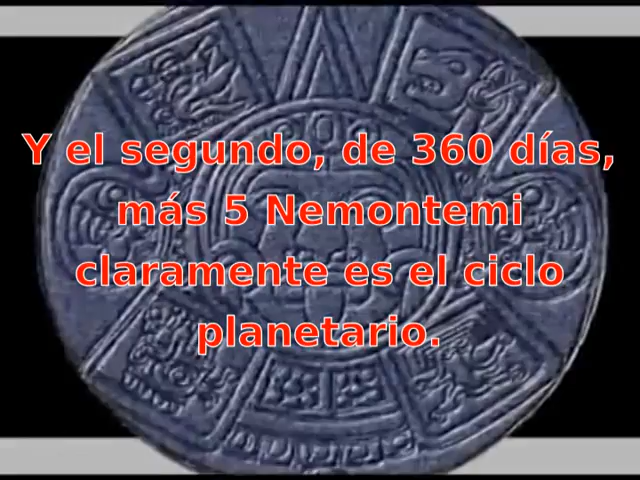 Y el segundo, de 360 días,
más 5 Nemontemi
claramente es el ciclo
planetario.